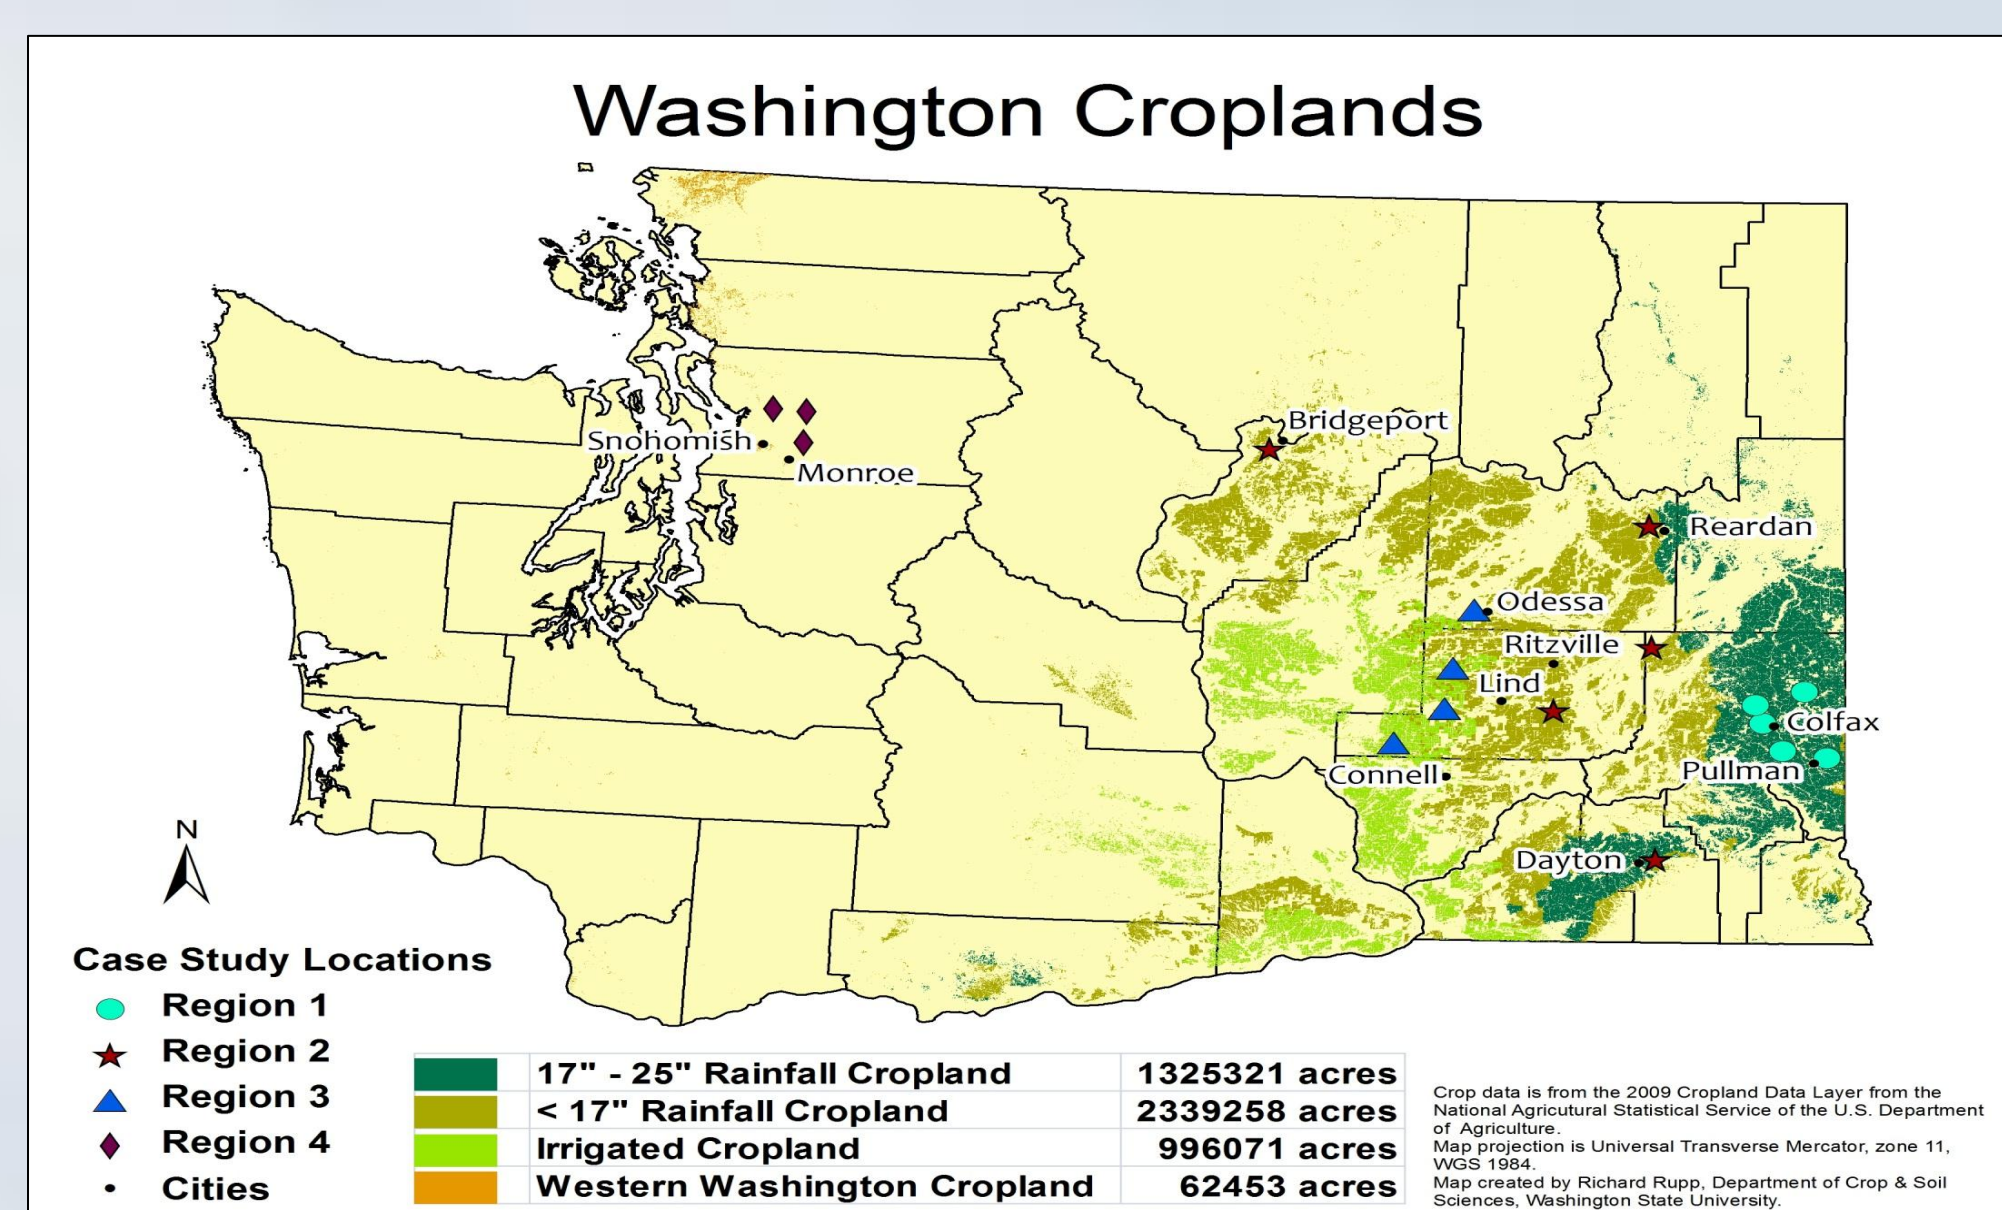 Washington Croplands
Bridgeport
Snohomish
Monroe
Reardan
Odessa
Ritzville
Lind
Colfax
Pullman
Connell
Dayton
N
Case Study Locations
Region 1
Region 2
Region 3
Region 4
Cities
17" - 25" Rainfall Cropland 1325321 acres
< 17" Rainfall Cropland 2339258 acres
Irrigated Cropland 996071 acres
Western Washington Cropland 62453 acres
Crop data is from the 2009 Cropland Data Layer from the
National Agricutural Statistical Service of the U.S. Department
of Agriculture.
Map projection is Universal Transverse Mercator, zone 11,
WGS 1984.
Map created by Richard Rupp, Department of Crop & Soil
Sciences, Washington State University.